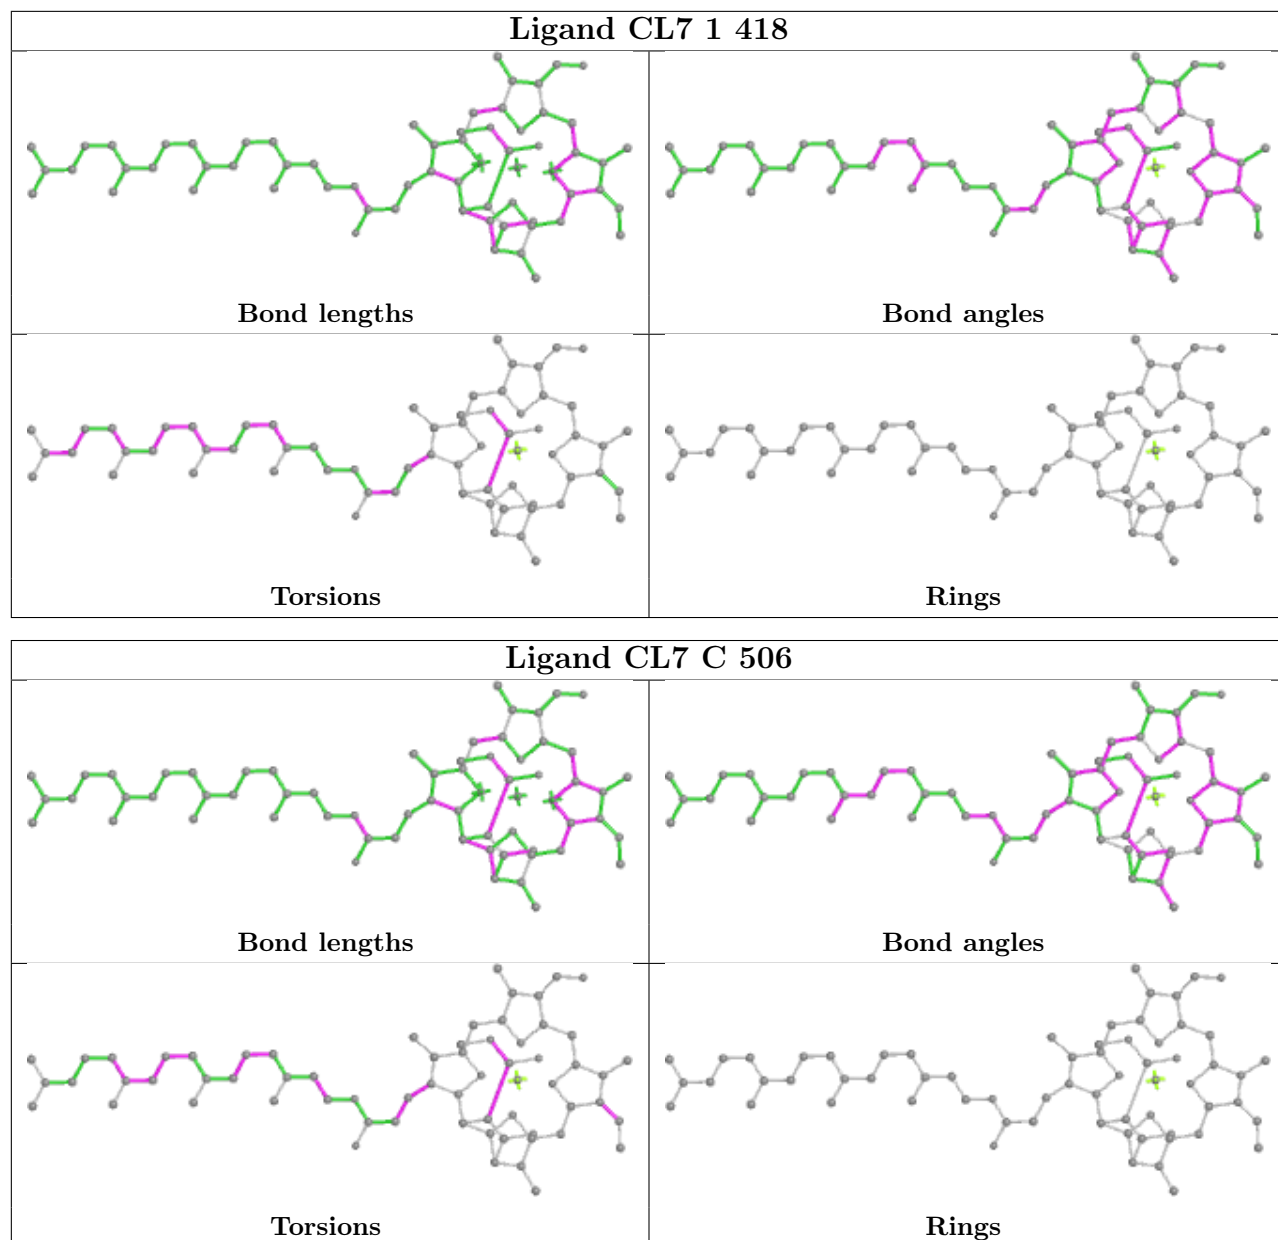 Ligand CL7 1 418
Bond lengths
Bond angles
Torsions
Rings
Ligand CL7 C 506
Bond lengths
Bond angles
Torsions
Rings